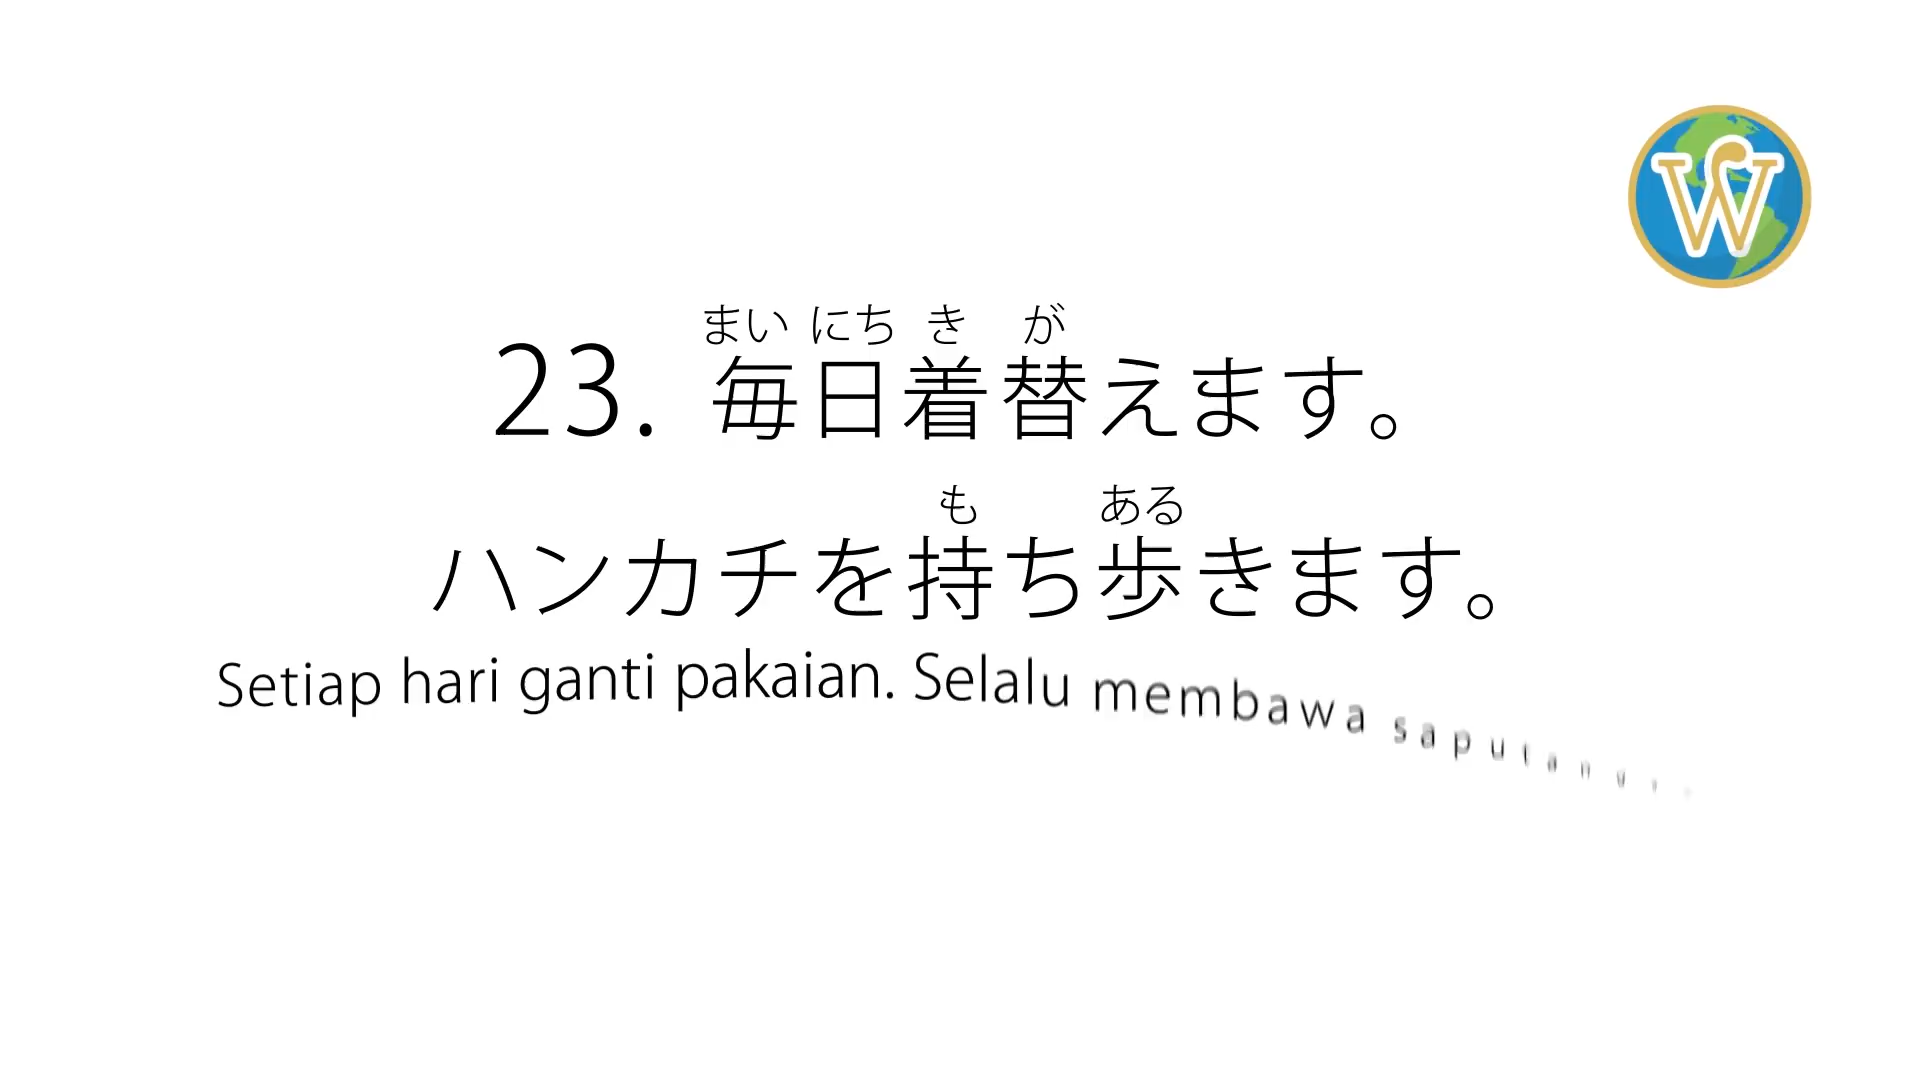 まい にち き が
23. 毎日着替えます。
も ある
ハンカチを持ち歩きます。
Setiap hari ganti pakaian. Selalu membawa
W